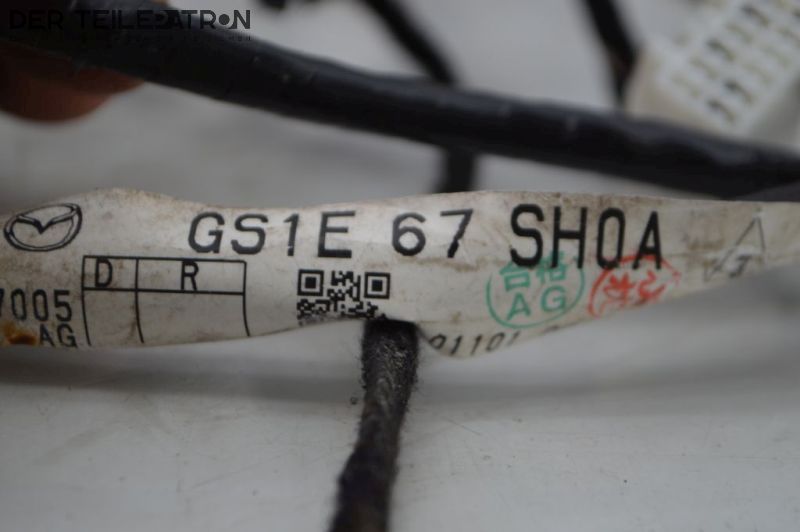 DER TEILEPATRON
GS1E 67 SH0A
D R
7005
AG
合格
AG